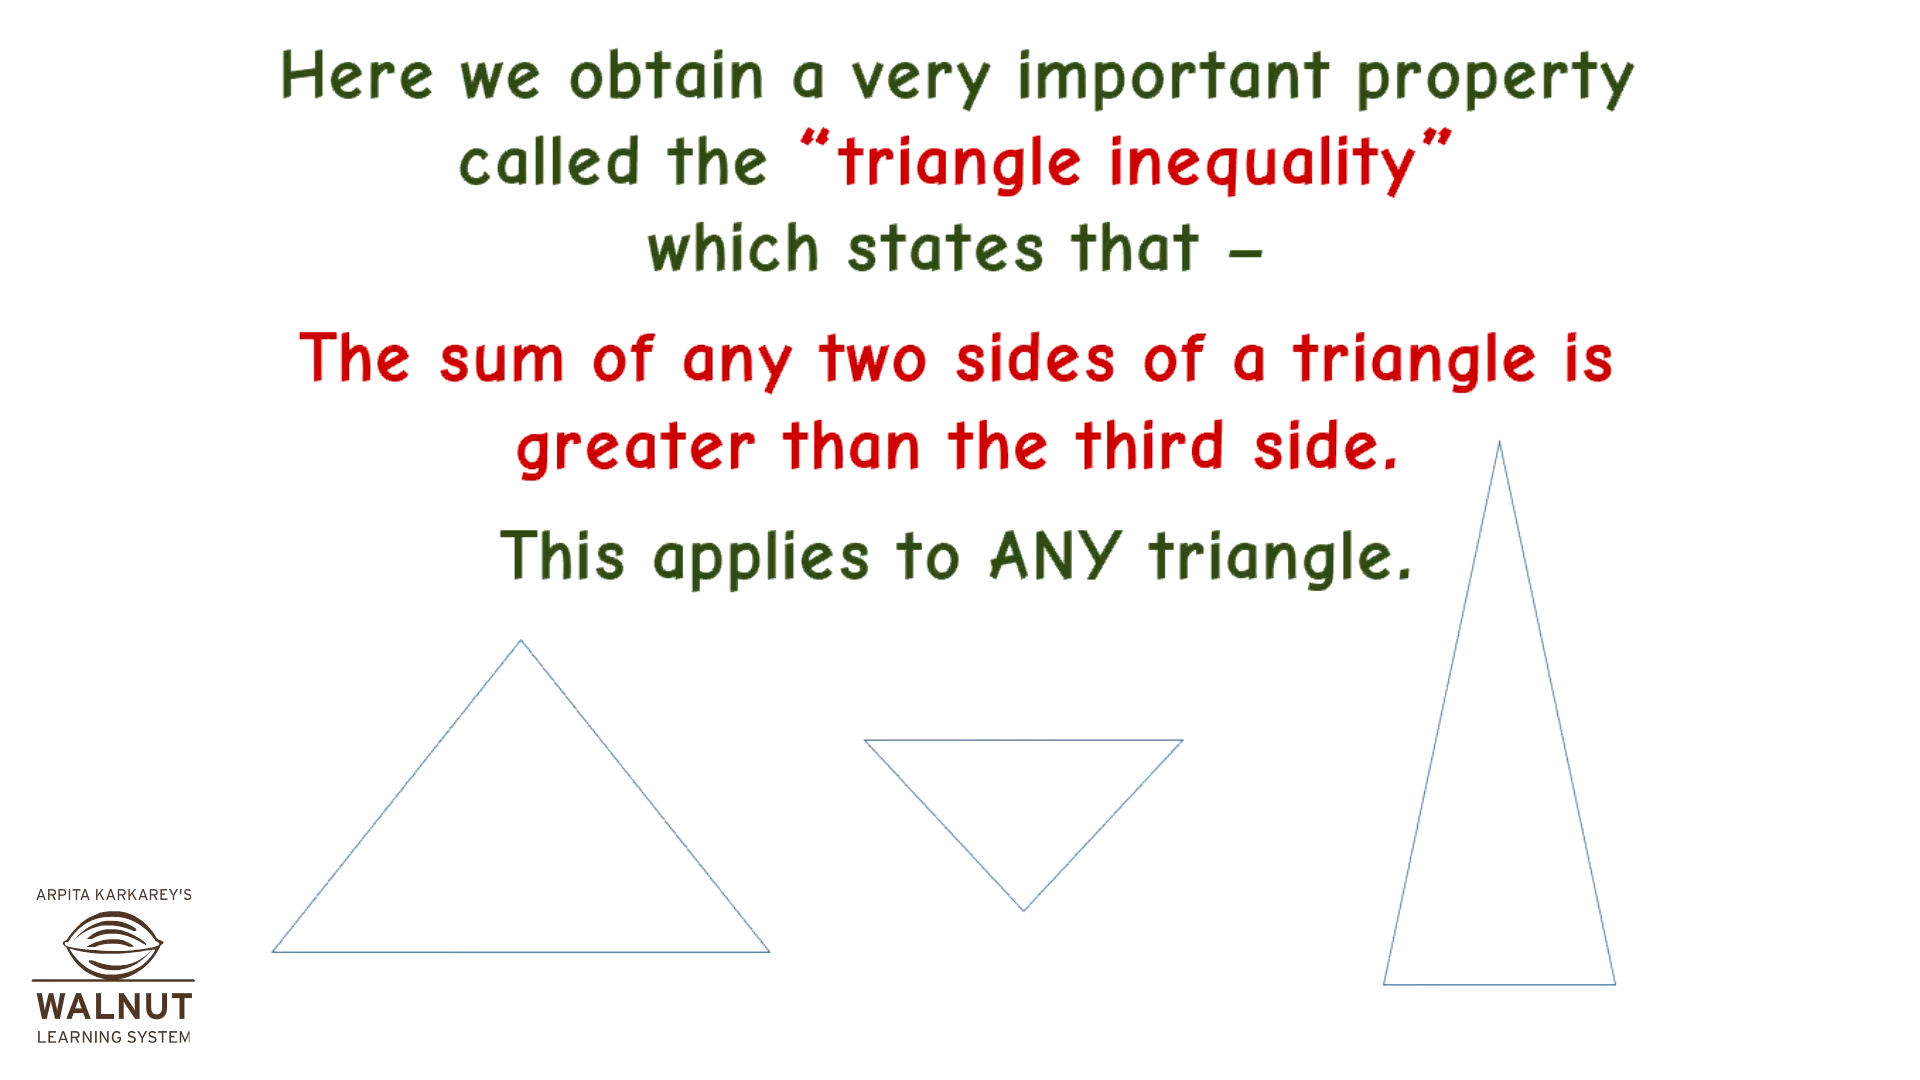 Here we obtain a very important property
called the “triangle inequality”
which states that –
The sum of any two sides of a triangle is
greater than the third side.
This applies to ANY triangle.
ARPITA KARKAREY'S
WALNUT
LEARNING SYSTEM